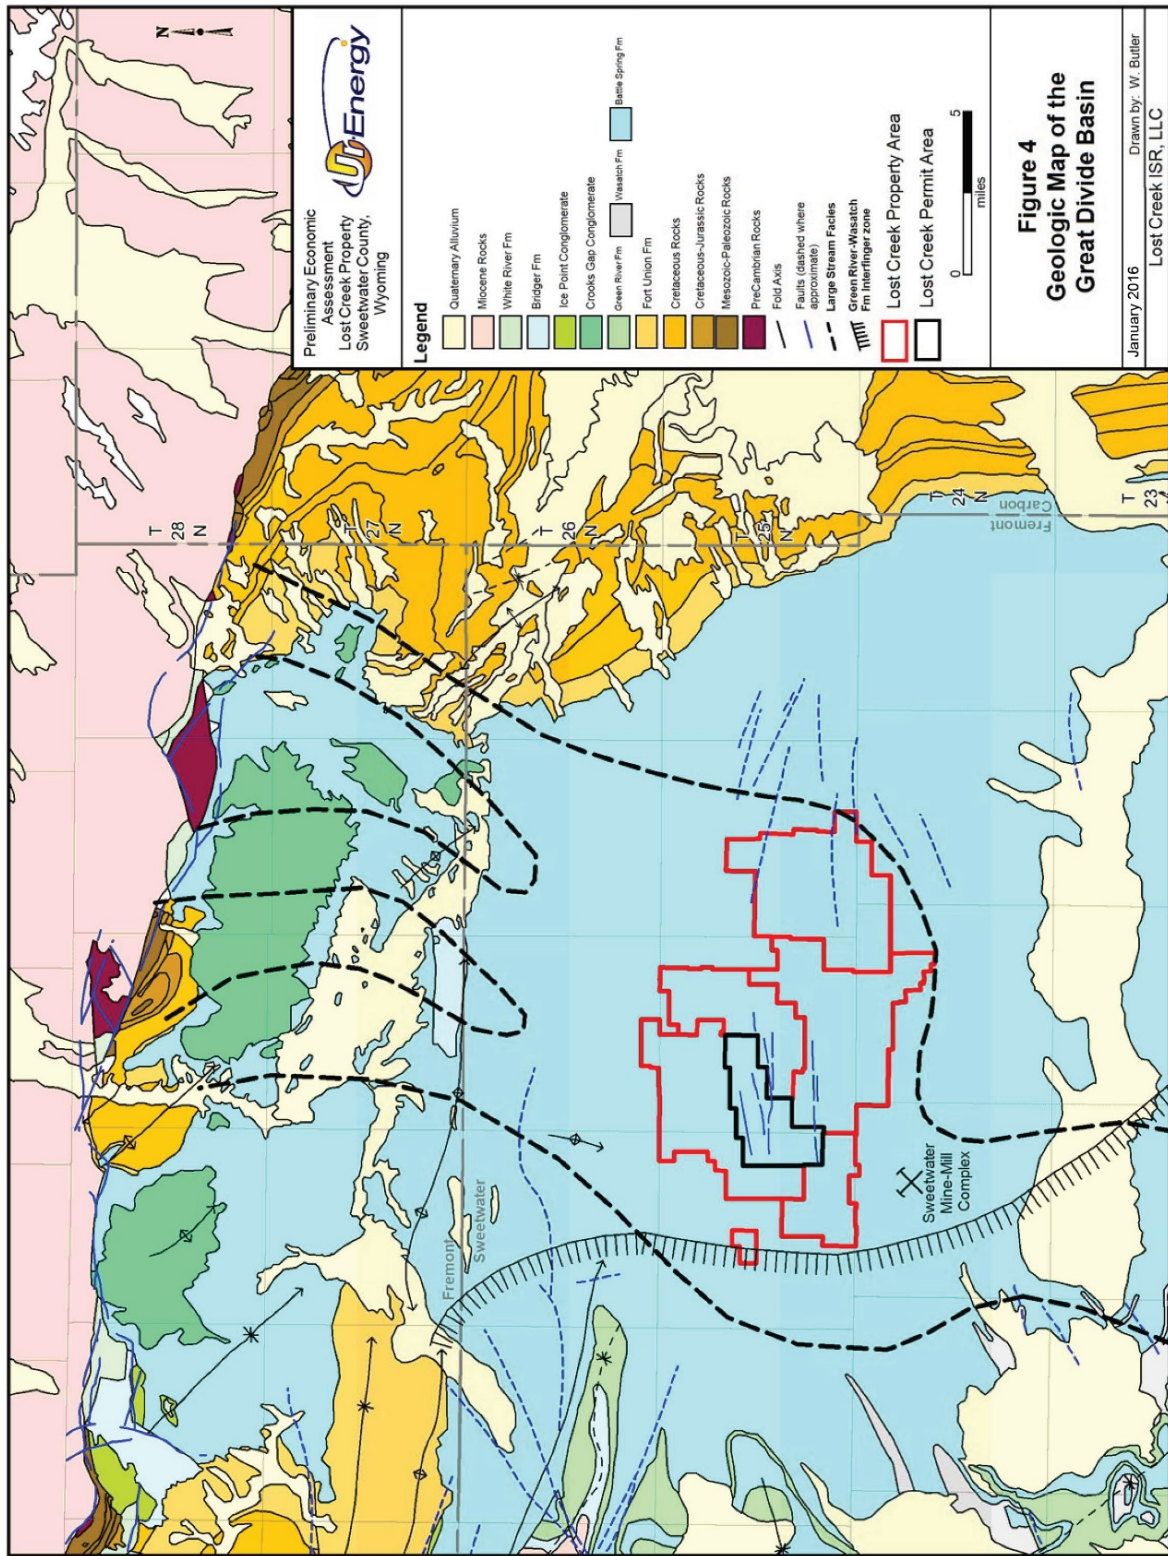 Preliminary Economic
Assessment
Lost Creek Property
Sweetwater County,
Wyoming
Ur-Energy
N
Legend
Quaternary Alluvium
Miocene Rocks
White River Fm
Bridger Fm
Ice Point Conglomerate
Crooks Gap Conglomerate
Green River Fm
Wasatch Fm
Battle Spring Fm
Fort Union Fm
Cretaceous Rocks
Cretaceous-Jurassic Rocks
Mesozoic-Paleozoic Rocks
PreCambrian Rocks
Fold Axis
Faults (dashed where
approximate)
Large Stream Facies
Green River-Wasatch
Fm Interfinger zone
Lost Creek Property Area
Lost Creek Permit Area
0 5
miles
Figure 4
Geologic Map of the
Great Divide Basin
January 2016 Drawn by: W. Butler
Lost Creek ISR, LLC
T
28
N
T
27
N
T
26
N
T
25
N
T
24
N
T
23
Fremont
Carbon
Fremont
Sweetwater
Sweetwater
Mine-Mill
Complex